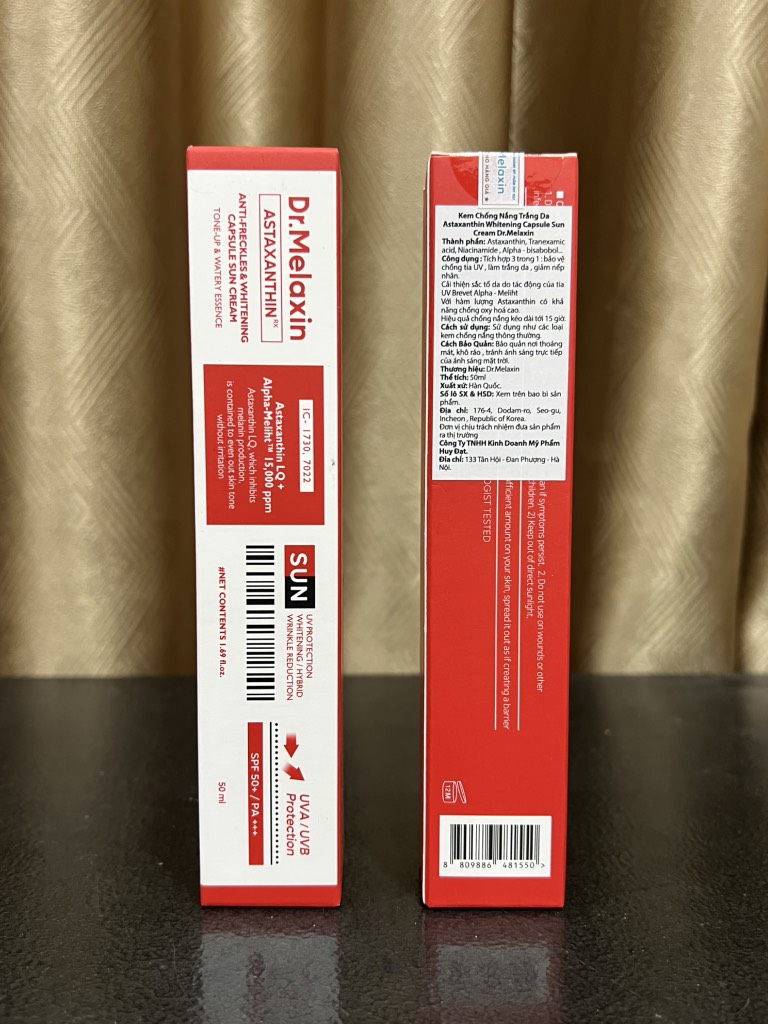 Dr.Melaxin
ASTAXANTHIN RX
ANTI-FRECKLES & WHITENING
CAPSULE SUN CREAM
TONE-UP & WATERY ESSENCE
IC- 1730, 7022
Astaxanthin LQ +
Alpha-Meliht™ 15,000 ppm
Astaxanthin LQ, which inhibits
melanin production,
is contained to even out skin tone
without irritation
SUN
UV PROTECTION
WHITENING / HYBRID
WRINKLE REDUCTION
#NET CONTENTS 1.69 fl.oz.
50 ml
UVA / UVB
Protection
SPF 50+ / PA +++
Melaxin
Kem Chống Nắng Trắng Da
Astaxanthin Whitening Capsule Sun
Cream Dr.Melaxin
Thành phần: Astaxanthin, Tranexamic
acid, Niacinamide , Alpha - bisabobol...
Công dụng : Tích hợp 3 trong 1 : bảo vệ
chống tia UV , làm trắng da , giảm nếp
nhăn.
Cải thiện sắc tố da do tác động của tia
UV Brevet Alpha - Meliht
Với hàm lượng Astaxanthin có khả
năng chống oxy hoá cao.
Hiệu quả chống nắng kéo dài tới 15 giờ.
Cách sử dụng: Sử dụng như các loại
kem chống nắng thông thường.
Cách Bảo Quản: Bảo quản nơi thoáng
mát, khô ráo , tránh ánh sáng trực tiếp
của ánh sáng mặt trời.
Thương hiệu: Dr.Melaxin
Thể tích: 50ml
Xuất xứ: Hàn Quốc.
Số lô SX & HSD: Xem trên bao bì sản
phẩm.
Địa chỉ: 176-4, Dodam-ro, Seo-gu,
Incheon , Republic of Korea.
Đơn vị chịu trách nhiệm đưa sản phẩm
ra thị trường
Công Ty TNHH Kinh Doanh Mỹ Phẩm
Huy Đạt.
Địa chỉ: 133 Tân Hội - Đan Phượng - Hà
Nội.
an if symptoms persist. 2. Do not use on wounds or other
children. 2) Keep out of direct sunlight.
fficient amount on your skin, spread it out as if creating a barrier
OGIST TESTED
12M
8 809886 481550 >